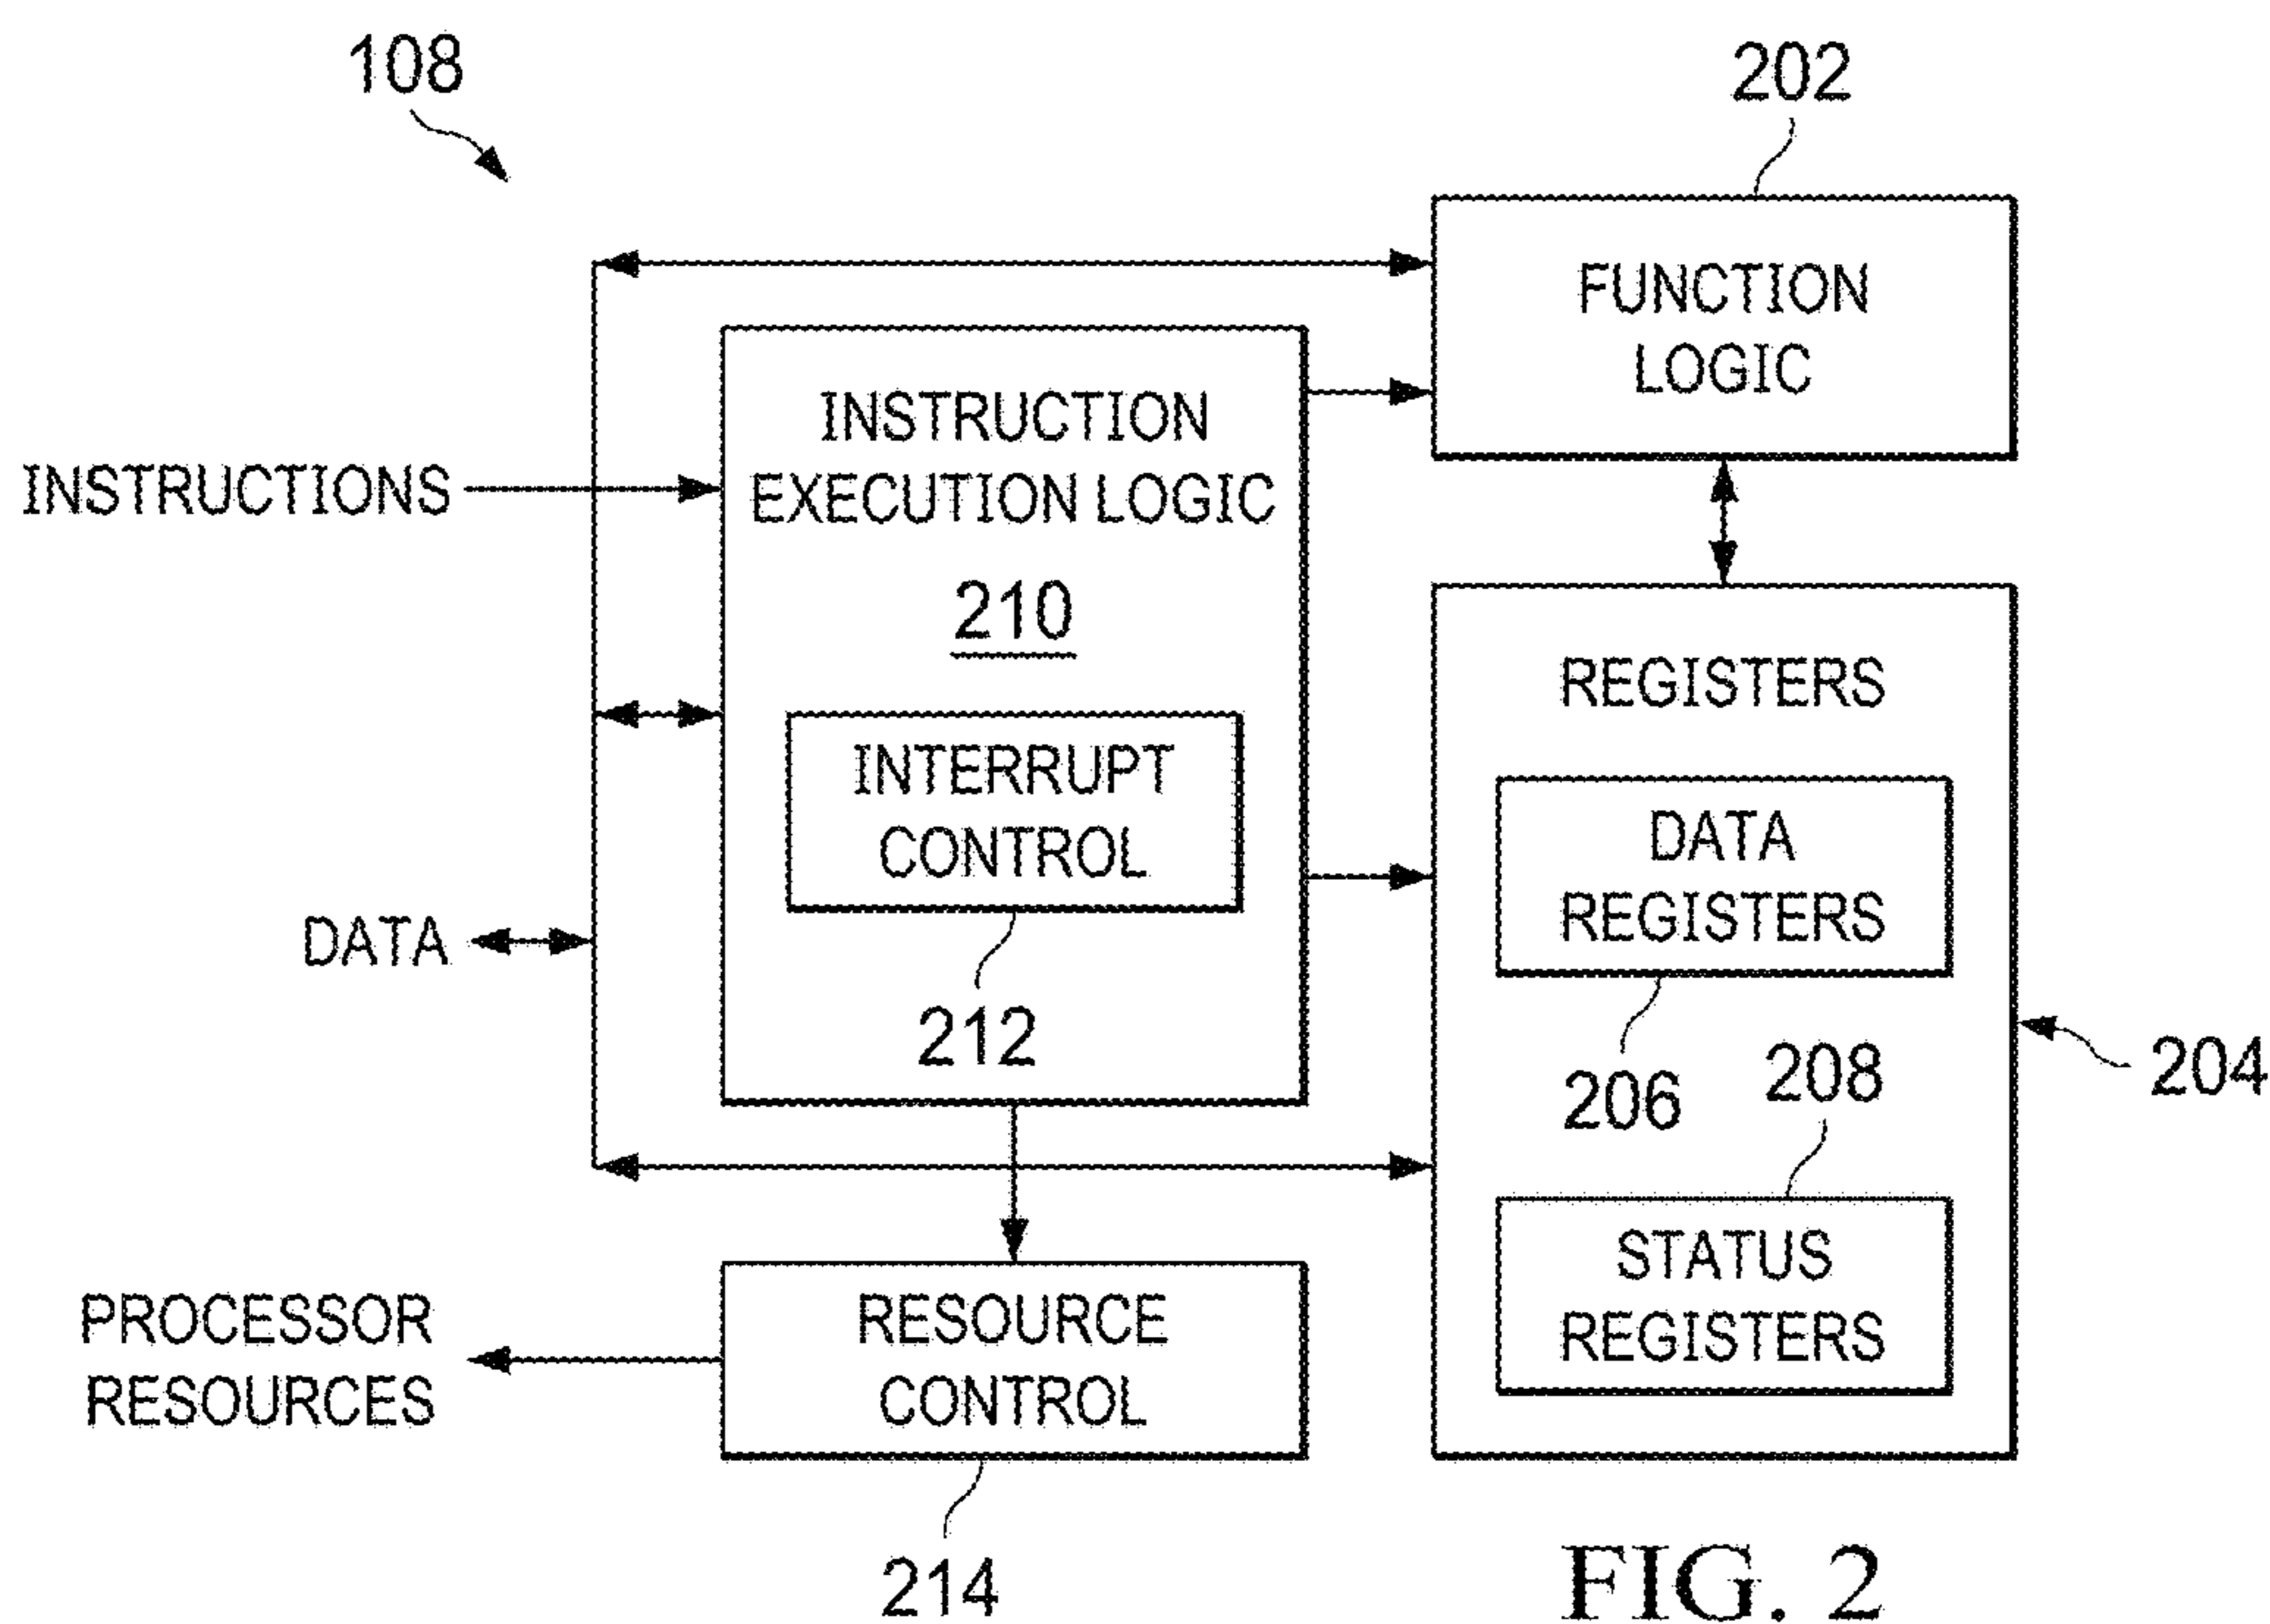 108
202
FUNCTION
LOGIC
INSTRUCTIONS
INSTRUCTION
EXECUTION LOGIC
210
INTERRUPT
CONTROL
212
DATA
REGISTERS
DATA
REGISTERS
206
208
204
STATUS
REGISTERS
PROCESSOR
RESOURCES
RESOURCE
CONTROL
214
FIG. 2